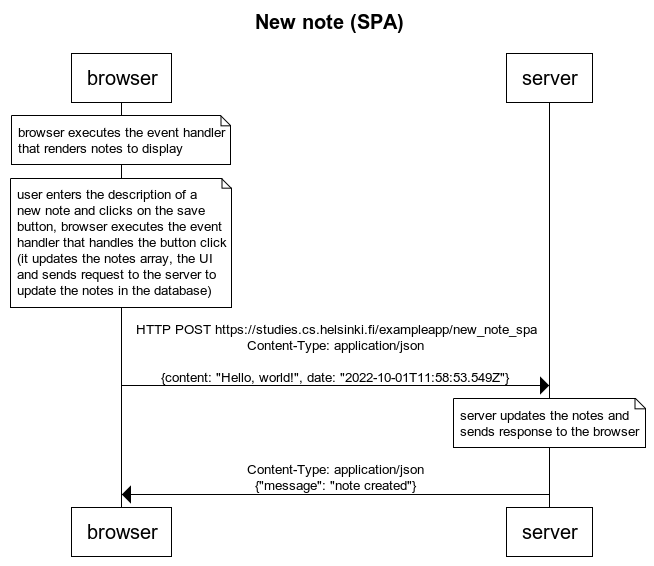 New note (SPA)
browser
server
browser executes the event handler
that renders notes to display
user enters the description of a
new note and clicks on the save
button, browser executes the event
handler that handles the button click
(it updates the notes array, the UI
and sends request to the server to
update the notes in the database)
HTTP POST https://studies.cs.helsinki.fi/exampleapp/new_note_spa
Content-Type: application/json
{content: "Hello, world!", date: "2022-10-01T11:58:53.549Z"}
server updates the notes and
sends response to the browser
Content-Type: application/json
{"message": "note created"}
browser
server